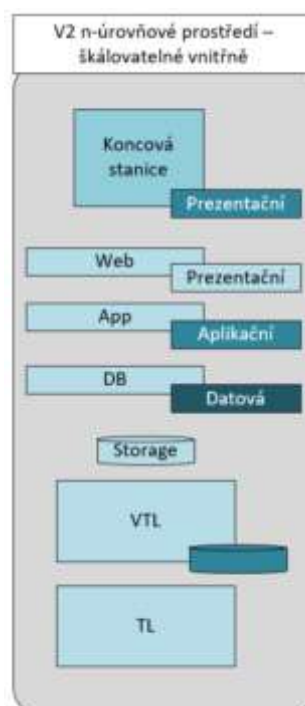 V2 n-úrovňové prostředí –
škálovatelné vnitřně
Koncová
stanice
Prezentační
Web
Prezentační
App
Aplikační
DB
Datová
Storage
VTL
TL